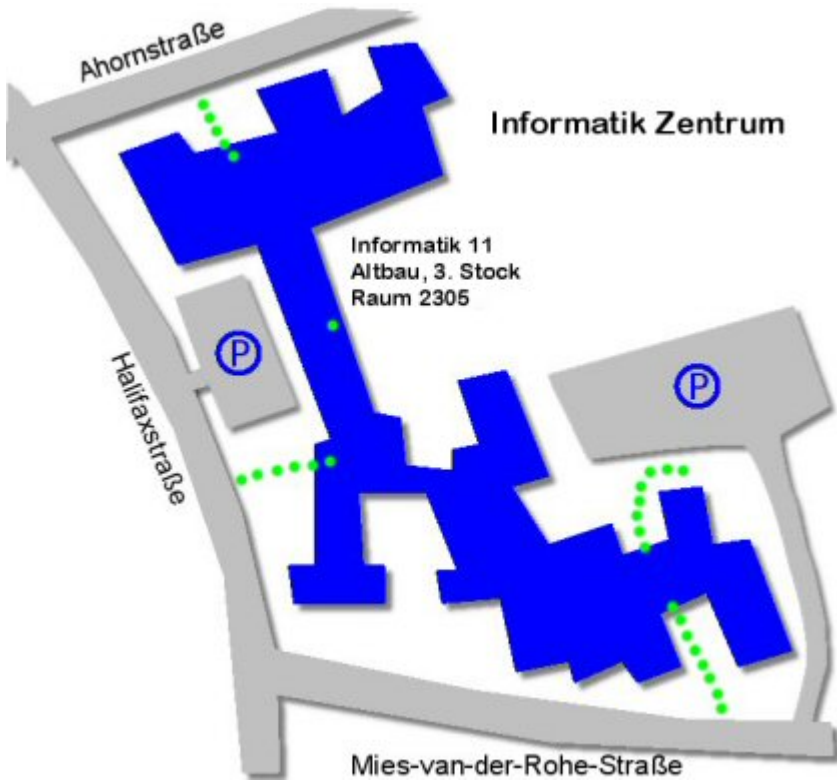 Ahornstraße
Informatik Zentrum
Informatik 11
Altbau, 3. Stock
Raum 2305
P
P
Halifaxstraße
Mies-van-der-Rohe-Straße